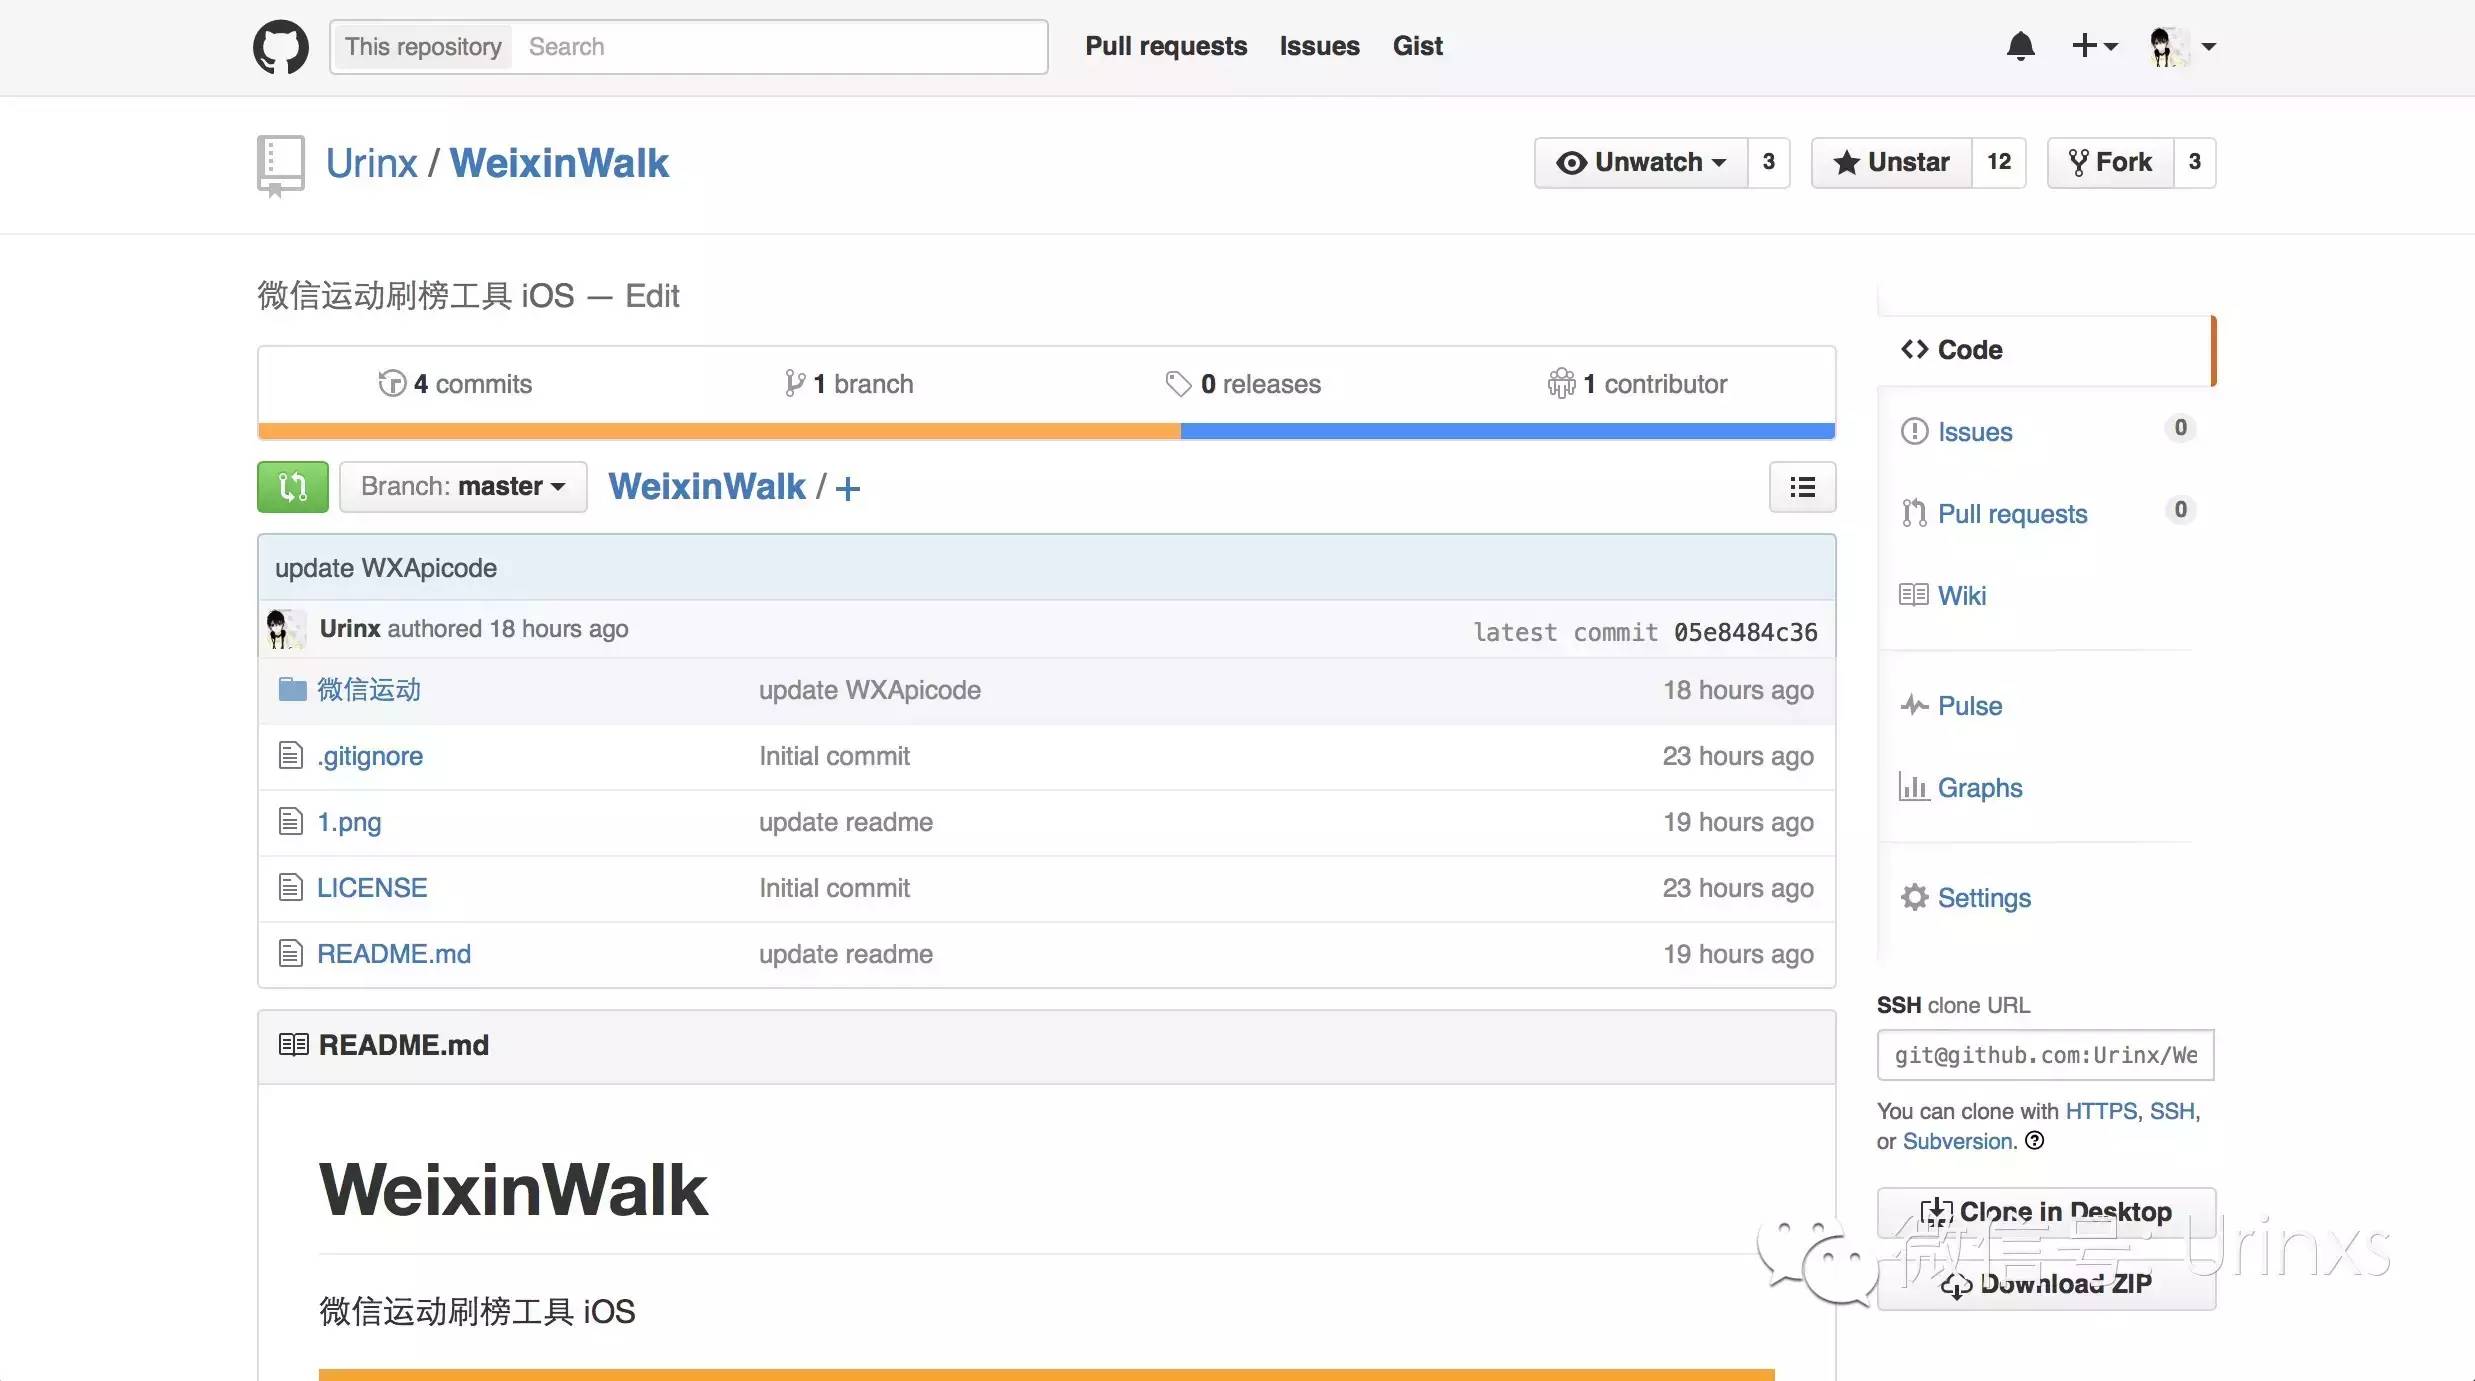 This repository Search Pull requests Issues Gist
Urinx / WeixinWalk Unwatch 3 Unstar 12 Fork 3
微信运动刷榜工具 iOS — Edit
4 commits 1 branch 0 releases 1 contributor
Branch: master WeixinWalk / +
update WXApicode
Urinx authored 18 hours ago latest commit 05e8484c36
微信运动 update WXApicode 18 hours ago
.gitignore Initial commit 23 hours ago
1.png update readme 19 hours ago
LICENSE Initial commit 23 hours ago
README.md update readme 19 hours ago
README.md
WeixinWalk
微信运动刷榜工具 iOS
Code
Issues 0
Pull requests 0
Wiki
Pulse
Graphs
Settings
SSH clone URL
git@github.com:Urinx/We
You can clone with HTTPS, SSH,
or Subversion.
Clone in Desktop
Download ZIP
微信号: Urinxs